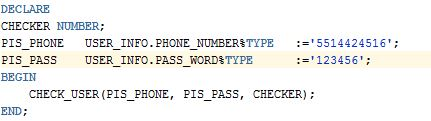 DECLARE
CHECKER NUMBER;
PIS_PHONE   USER_INFO.PHONE_NUMBER%TYPE   :='5514424516';
PIS_PASS    USER_INFO.PASS_WORD%TYPE      :='123456';
BEGIN
    CHECK_USER(PIS_PHONE, PIS_PASS, CHECKER);
END;